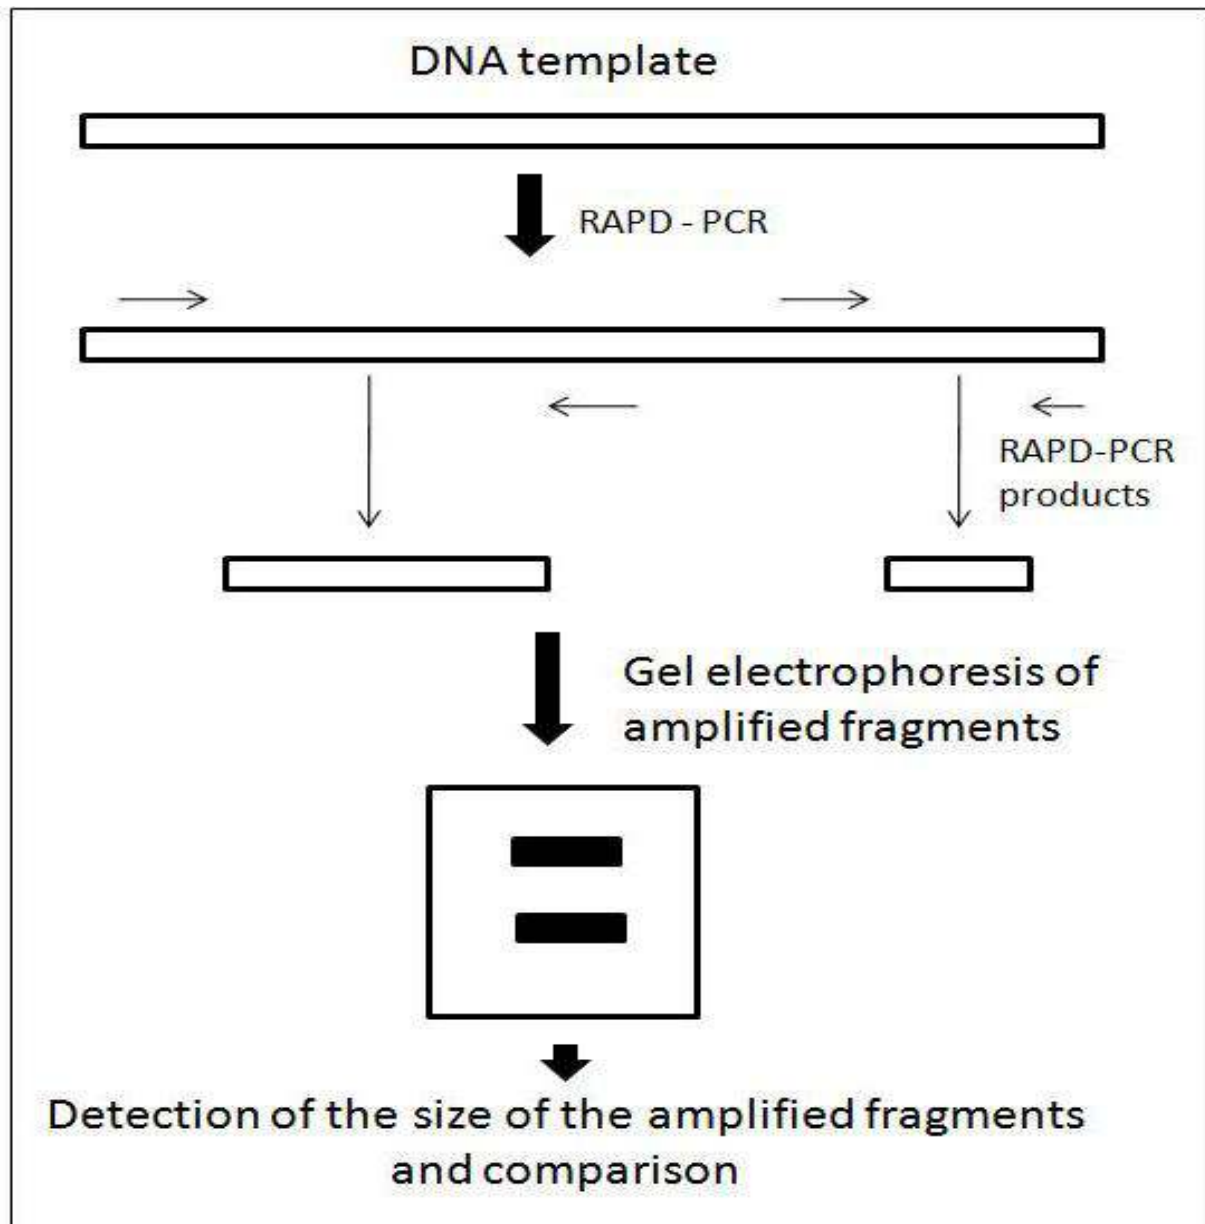 DNA template
RAPD - PCR
RAPD-PCR
products
Gel electrophoresis of
amplified fragments
Detection of the size of the amplified fragments
and comparison